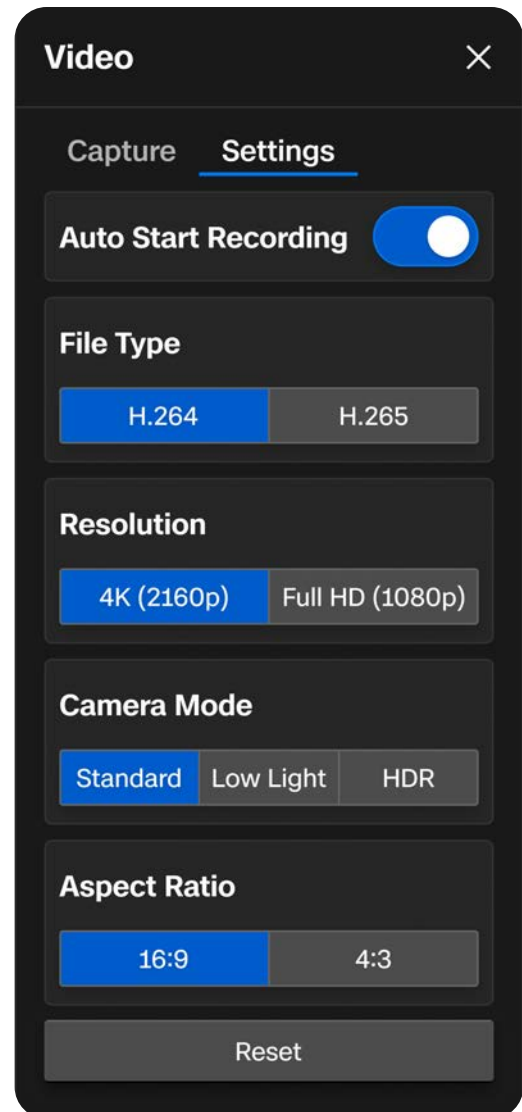 Video
Capture Settings
Auto Start Recording
File Type
H.264 H.265
Resolution
4K (2160p) Full HD (1080p)
Camera Mode
Standard Low Light HDR
Aspect Ratio
16:9 4:3
Reset